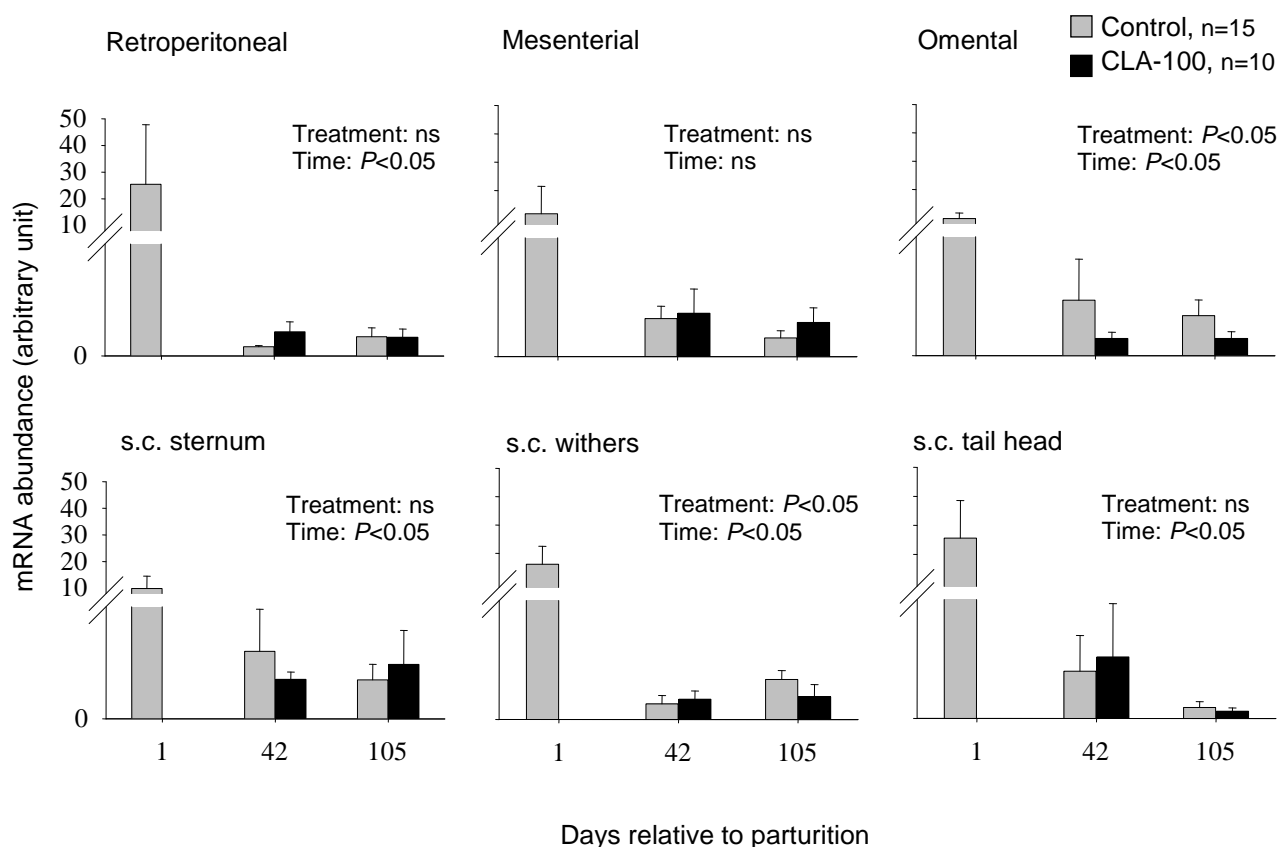 Control, n=15
CLA-100, n=10
Retroperitoneal
Mesenterial
Omental
50
40
30
20
10
0
Treatment: ns
Time: P<0.05
Treatment: ns
Time: ns
Treatment: P<0.05
Time: P<0.05
mRNA abundance (arbitrary unit)
s.c. sternum
s.c. withers
s.c. tail head
50
40
30
20
10
0
Treatment: ns
Time: P<0.05
Treatment: P<0.05
Time: P<0.05
Treatment: ns
Time: P<0.05
1 42 105
1 42 105
1 42 105
Days relative to parturition